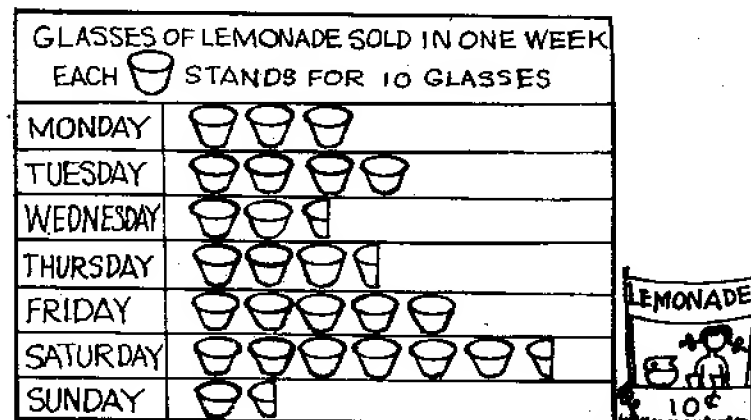 GLASSES OF LEMONADE SOLD IN ONE WEEK
EACH STANDS FOR 10 GLASSES
MONDAY
TUESDAY
WEDNESDAY
THURSDAY
FRIDAY
SATURDAY
SUNDAY
LEMONADE
10¢